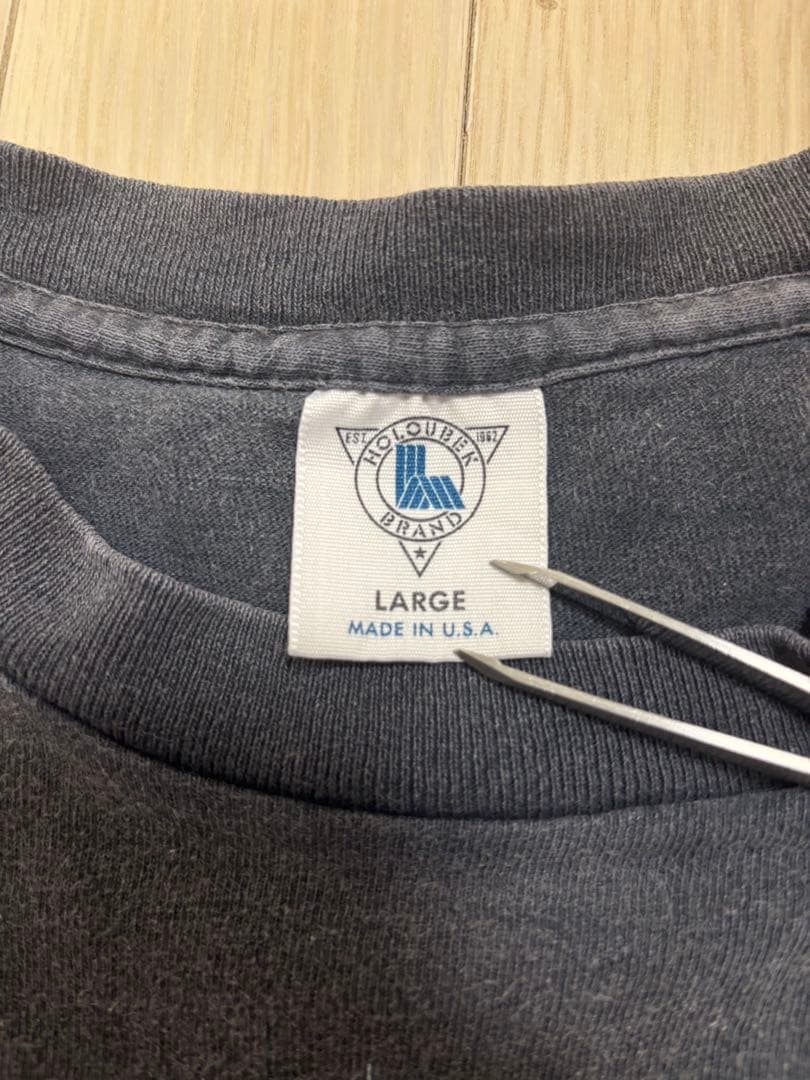 EST. 1962
HOLOUBEK
BRAND
LARGE
MADE IN U.S.A.